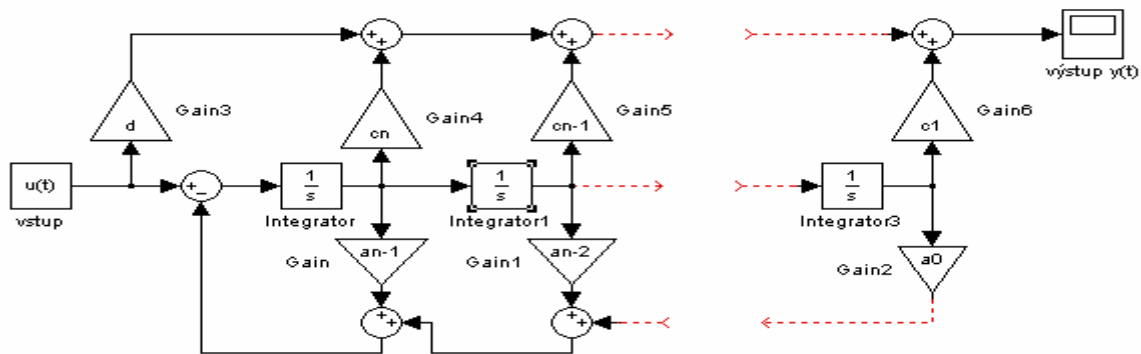 + +
+ +
+
výstup y(t)
d
Gain3
cn
Gain4
cn-1
Gain5
c1
Gain6
u(t)
vstup
+ −
1
s
Integrator
1
s
Integrator1
1
s
Integrator3
Gain
an-1
Gain1
an-2
Gain2
a0
+ +
+ +